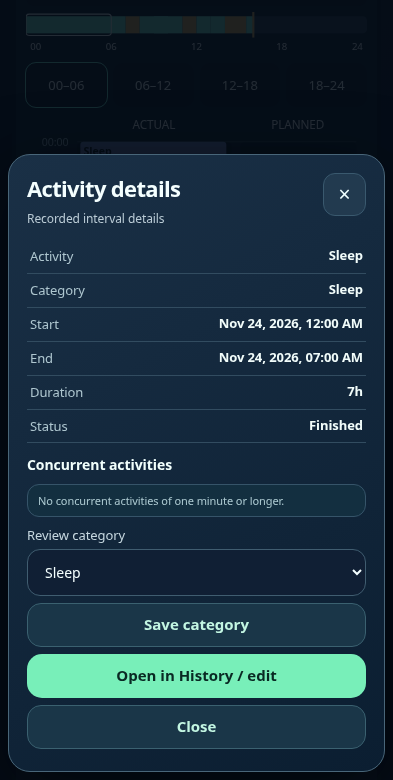 00 06 12 18 24
00–06 06–12 12–18 18–24
ACTUAL PLANNED
00:00 Sleep
Activity details
×
Recorded interval details
Activity Sleep
Category Sleep
Start Nov 24, 2026, 12:00 AM
End Nov 24, 2026, 07:00 AM
Duration 7h
Status Finished
Concurrent activities
No concurrent activities of one minute or longer.
Review category
Sleep
Save category
Open in History / edit
Close